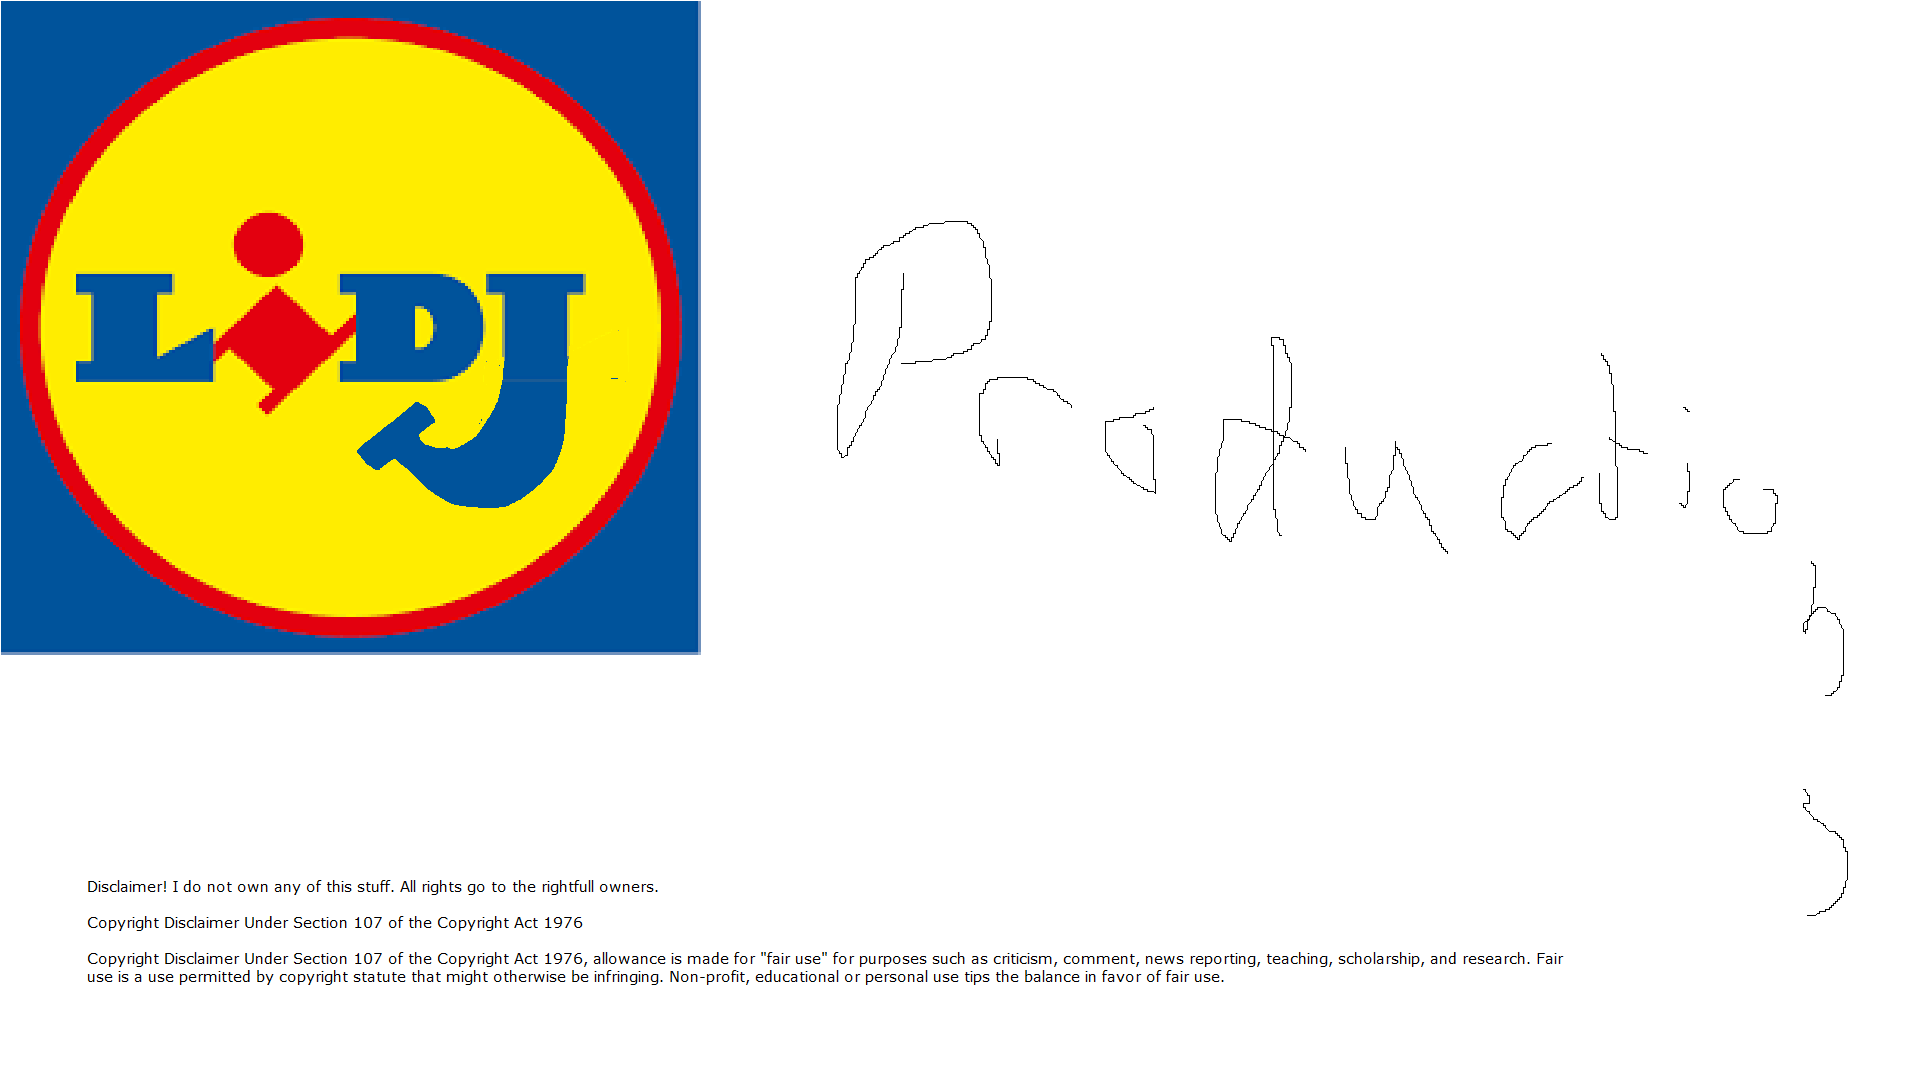 LiDJ
Productions
Disclaimer! I do not own any of this stuff. All rights go to the rightfull owners.
Copyright Disclaimer Under Section 107 of the Copyright Act 1976
Copyright Disclaimer Under Section 107 of the Copyright Act 1976, allowance is made for "fair use" for purposes such as criticism, comment, news reporting, teaching, scholarship, and research. Fair
use is a use permitted by copyright statute that might otherwise be infringing. Non-profit, educational or personal use tips the balance in favor of fair use.